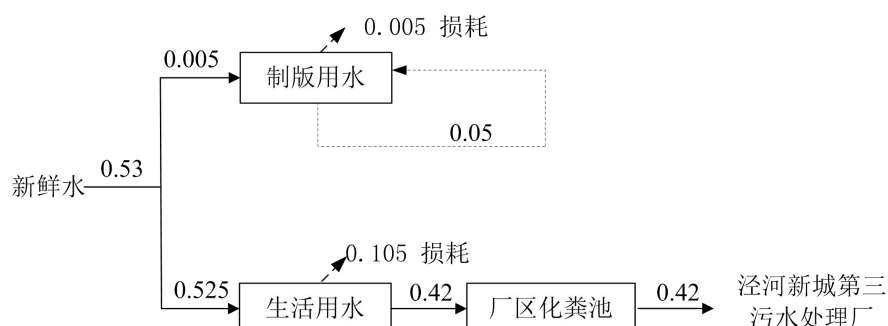 0.005 损耗
0.005
制版用水
0.05
0.53
新鲜水
0.105 损耗
0.525
生活用水
0.42
厂区化粪池
0.42
泾河新城第三
污水处理厂